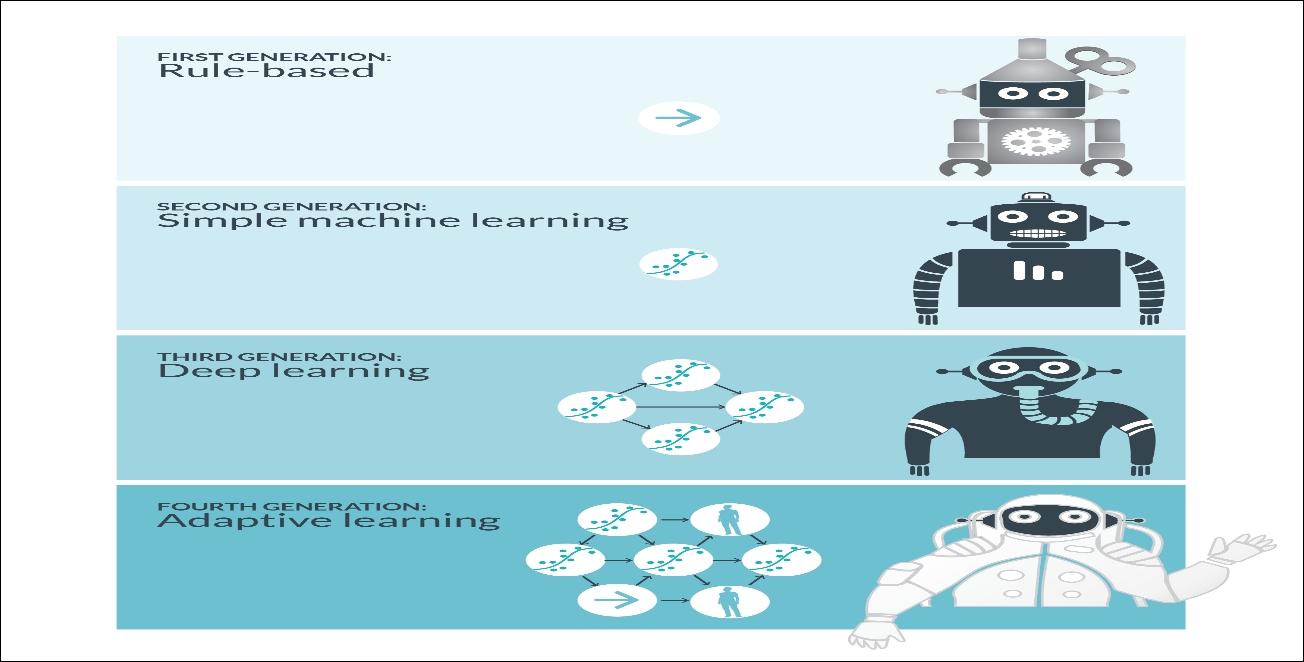 FIRST GENERATION:
Rule-based
SECOND GENERATION:
Simple machine learning
THIRD GENERATION:
Deep learning
FOURTH GENERATION:
Adaptive learning